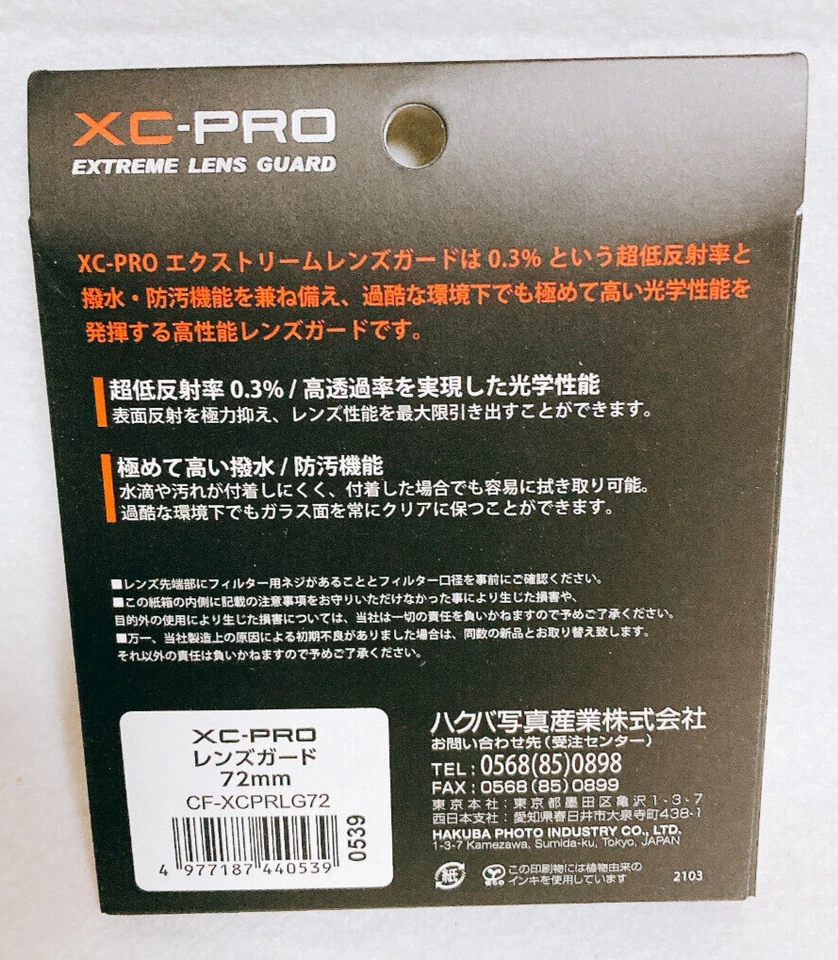 XC-PRO
EXTREME LENS GUARD
XC-PRO エクストリームレンズガードは 0.3% という超低反射率と
撥水・防汚機能を兼ね備え、過酷な環境下でも極めて高い光学性能を
発揮する高性能レンズガードです。
超低反射率 0.3% / 高透過率を実現した光学性能
表面反射を極力抑え、レンズ性能を最大限引き出すことができます。
極めて高い撥水 / 防汚機能
水滴や汚れが付着しにくく、付着した場合でも容易に拭き取り可能。
過酷な環境下でもガラス面を常にクリアに保つことができます。
■レンズ先端部にフィルター用ネジがあることとフィルター口径を事前にご確認ください。
■この紙箱の内側に記載の注意事項をお守りいただけなかった事により生じた損害や、
目的外の使用により生じた損害については、当社は一切の責任を負いかねますので予めご了承ください。
■万一、当社製造上の原因による初期不良がありました場合は、同数の新品とお取り替え致します。
それ以外の責任は負いかねますので予めご了承ください。
XC-PRO
レンズガード
72mm
CF-XCPRLG72
4 977187 440539
0539
ハクバ写真産業株式会社
お問い合わせ先（受注センター）
TEL : 0568(85)0898
FAX : 0568 (85) 0899
東京本社：東京都墨田区亀沢1-3-7
西日本支社：愛知県春日井市大泉寺町438-1
HAKUBA PHOTO INDUSTRY CO., LTD.
1-3-7 Kamezawa, Sumida-ku, Tokyo, JAPAN
紙
この印刷物には植物由来の
インキを使用しています
2103